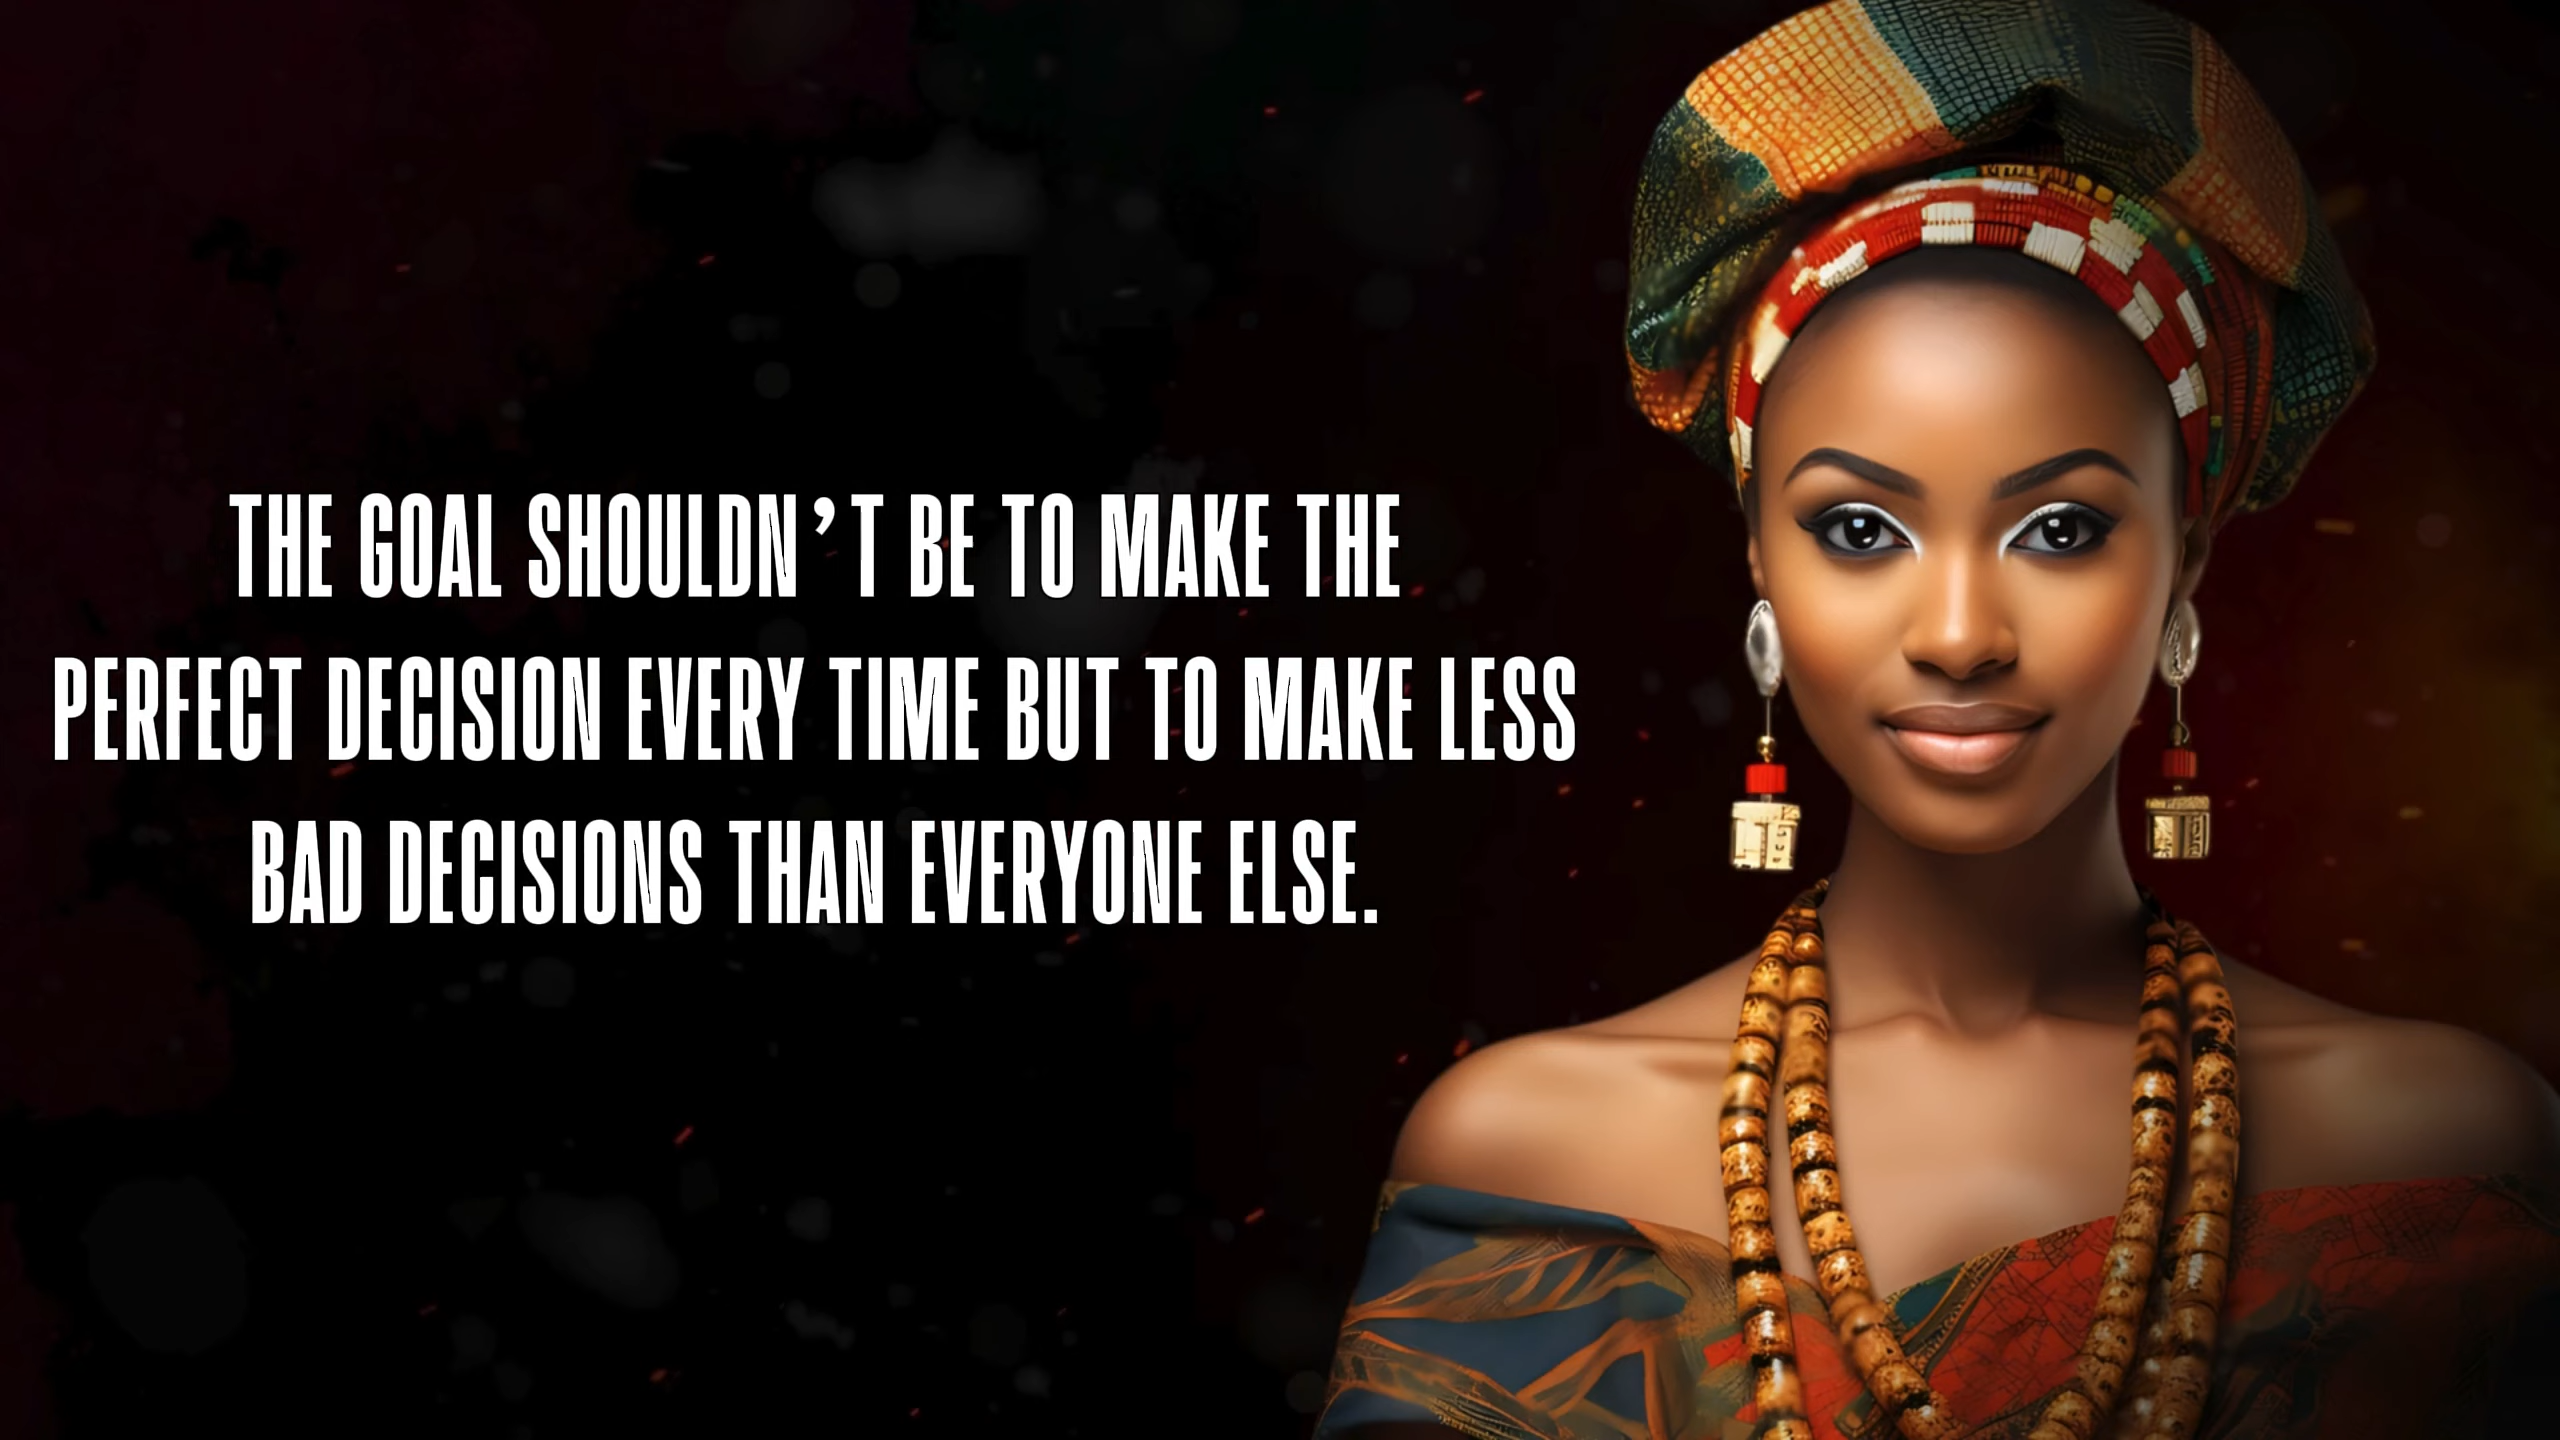 THE GOAL SHOULDN’T BE TO MAKE THE
PERFECT DECISION EVERY TIME BUT TO MAKE LESS
BAD DECISIONS THAN EVERYONE ELSE.